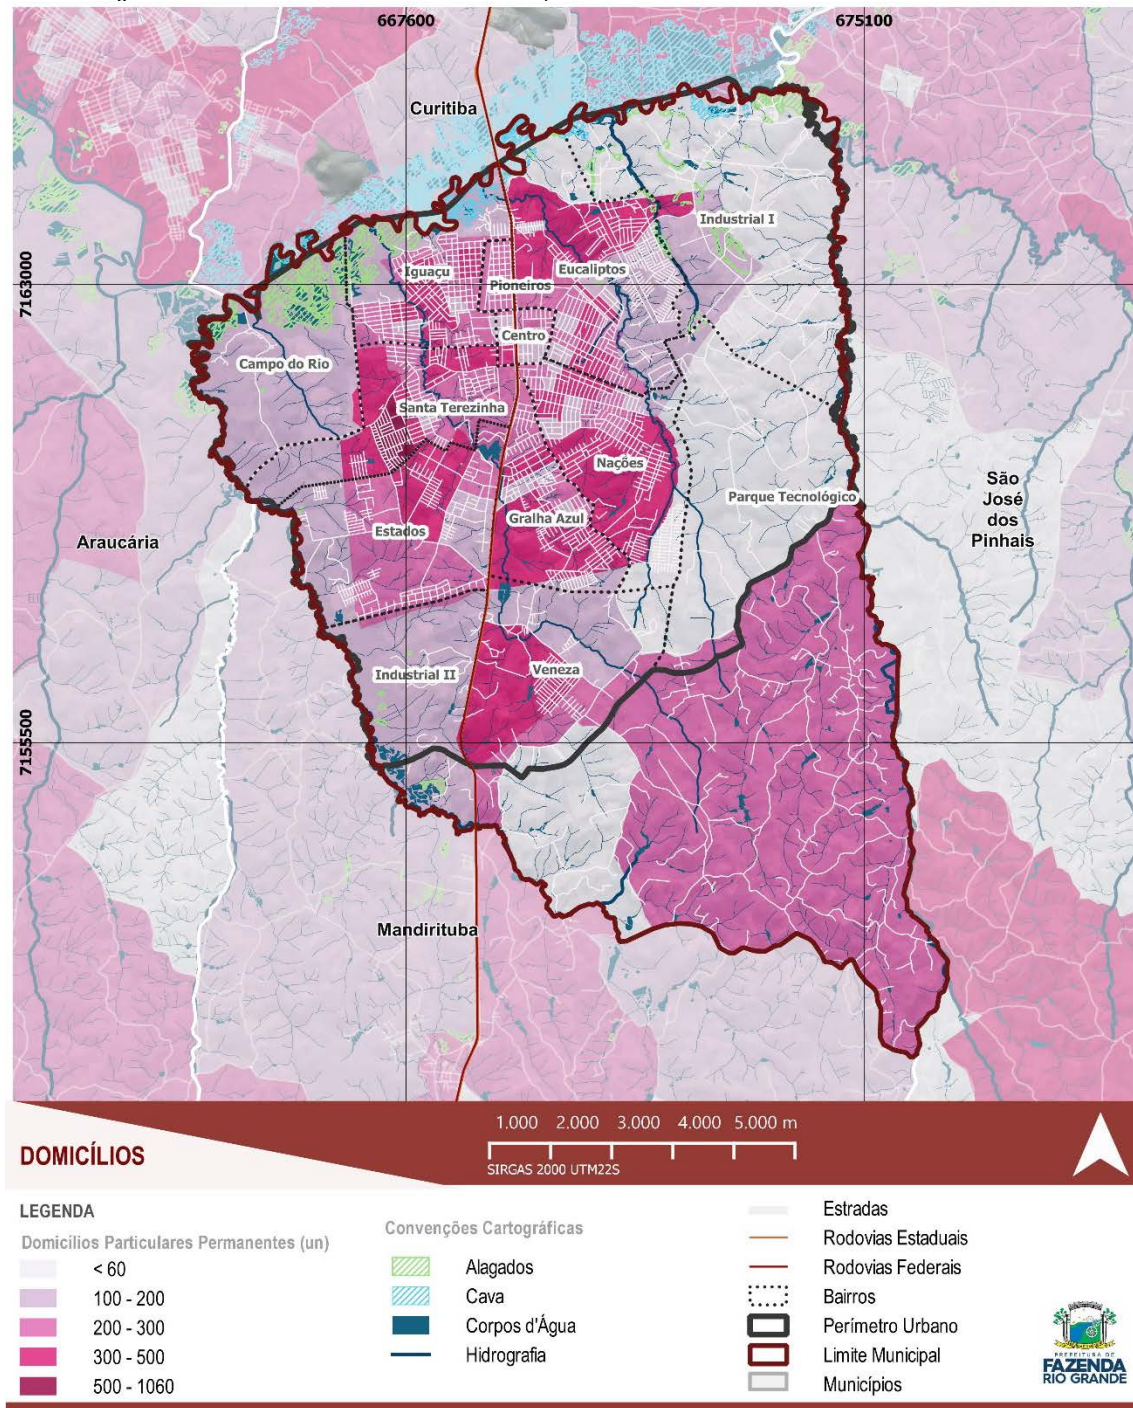 667600
675100
Curitiba
Industrial I
7163000
Iguaçu
Eucaliptos
Pioneiros
Centro
Campo do Rio
Santa Terezinha
Nações
São
José
dos
Pinhais
Parque Tecnológico
Gralha Azul
Estados
Araucária
Veneza
Industrial II
7155500
Mandirituba
1.000 2.000 3.000 4.000 5.000 m
SIRGAS 2000 UTM22S
DOMICÍLIOS
LEGENDA
Domicílios Particulares Permanentes (un)
< 60
100 - 200
200 - 300
300 - 500
500 - 1060
Convenções Cartográficas
Alagados
Cava
Corpos d'Água
Hidrografia
Estradas
Rodovias Estaduais
Rodovias Federais
Bairros
Perímetro Urbano
Limite Municipal
Municípios
PREFEITURA DE
FAZENDA
RIO GRANDE